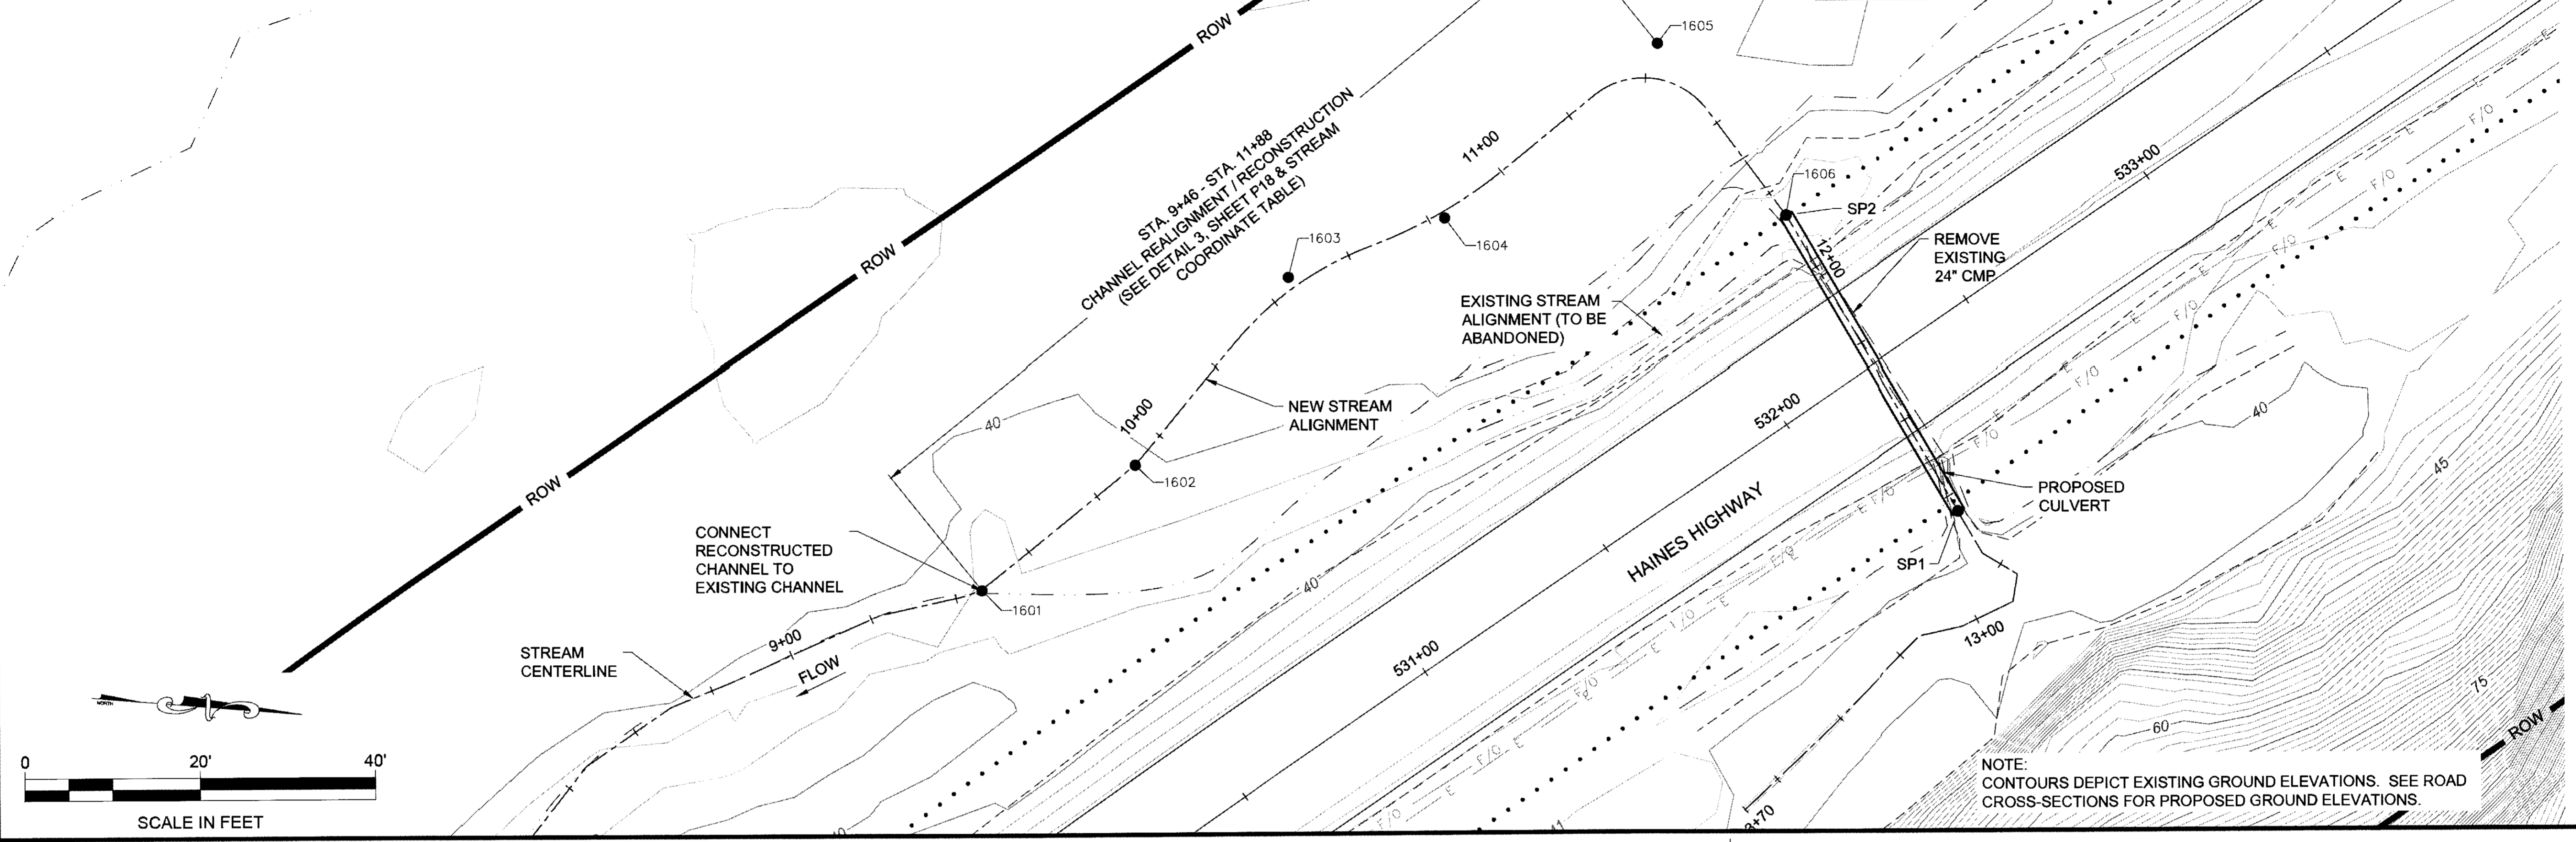 ROW
1605
STA. 9+46 - STA. 11+88
CHANNEL REALIGNMENT / RECONSTRUCTION
(SEE DETAIL 3, SHEET P18 & STREAM
COORDINATE TABLE)
11+00
F/O
E
533+00
1606
SP2
ROW
1603
1604
12+00
REMOVE
EXISTING
24" CMP
EXISTING STREAM
ALIGNMENT (TO BE
ABANDONED)
F/O
E
F/O
E
F/O
NEW STREAM
ALIGNMENT
10+00
40
532+00
40
ROW
1602
45
PROPOSED
CULVERT
HAINES HIGHWAY
F/O
E
F/O
CONNECT
RECONSTRUCTED
CHANNEL TO
EXISTING CHANNEL
SP1
40
1601
F/O
E
F/O
E
STREAM
CENTERLINE
9+00
FLOW
531+00
13+00
F/O
E
75
60
ROW
NORTH
0 20' 40'
SCALE IN FEET
F/O
E
F/O
E
NOTE:
CONTOURS DEPICT EXISTING GROUND ELEVATIONS. SEE ROAD
CROSS-SECTIONS FOR PROPOSED GROUND ELEVATIONS.
3+70
41